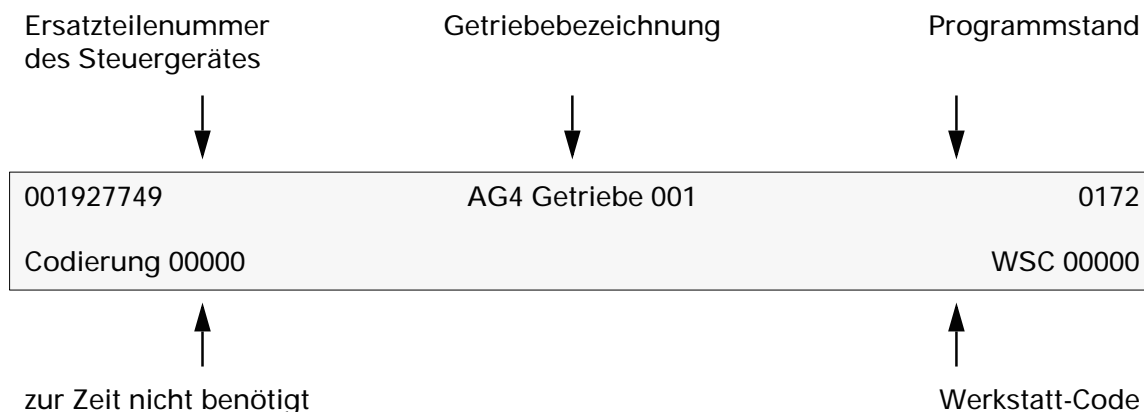 Ersatzteilenummer
des Steuergerätes
Getriebebezeichnung
Programmstand
001927749 AG4 Getriebe 001 0172
Codierung 00000 WSC 00000
zur Zeit nicht benötigt
Werkstatt-Code